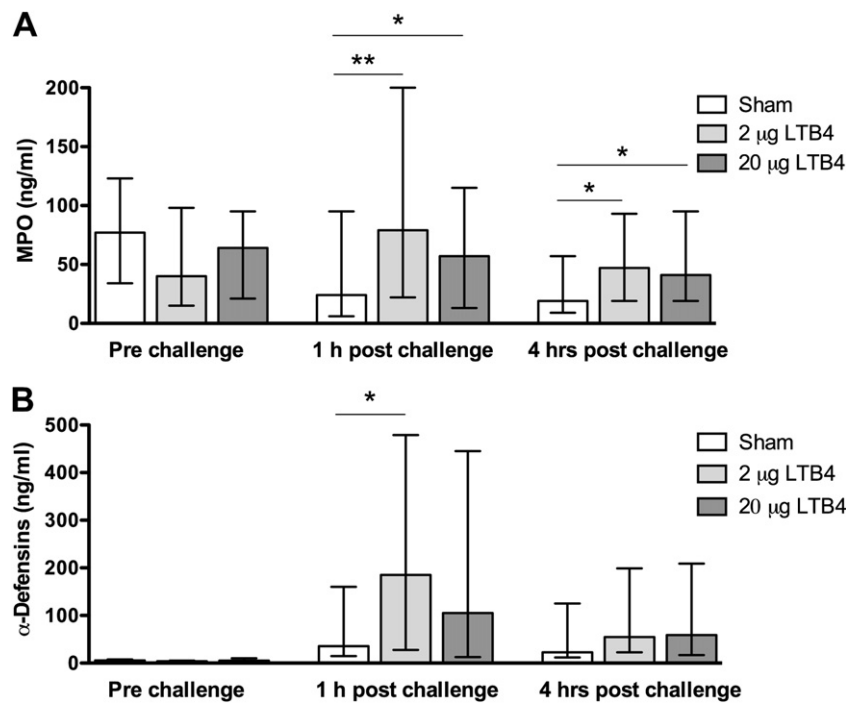 A
*
**
200
150
100
50
0
MPO (ng/ml)
Sham
2 μg LTB4
20 μg LTB4
*
*
Pre challenge
1 h post challenge
4 hrs post challenge
B
*
500
400
300
200
100
0
α-Defensins (ng/ml)
Sham
2 μg LTB4
20 μg LTB4
Pre challenge
1 h post challenge
4 hrs post challenge